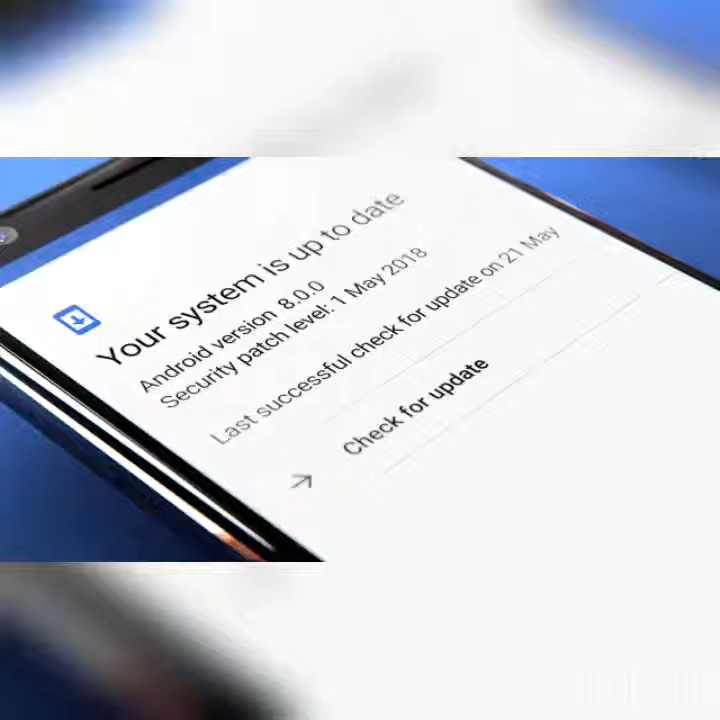 Your system is up to date
Android version 8.0.0
Security patch level: 1 May 2018
Last successful check for update on 21 May
Check for update